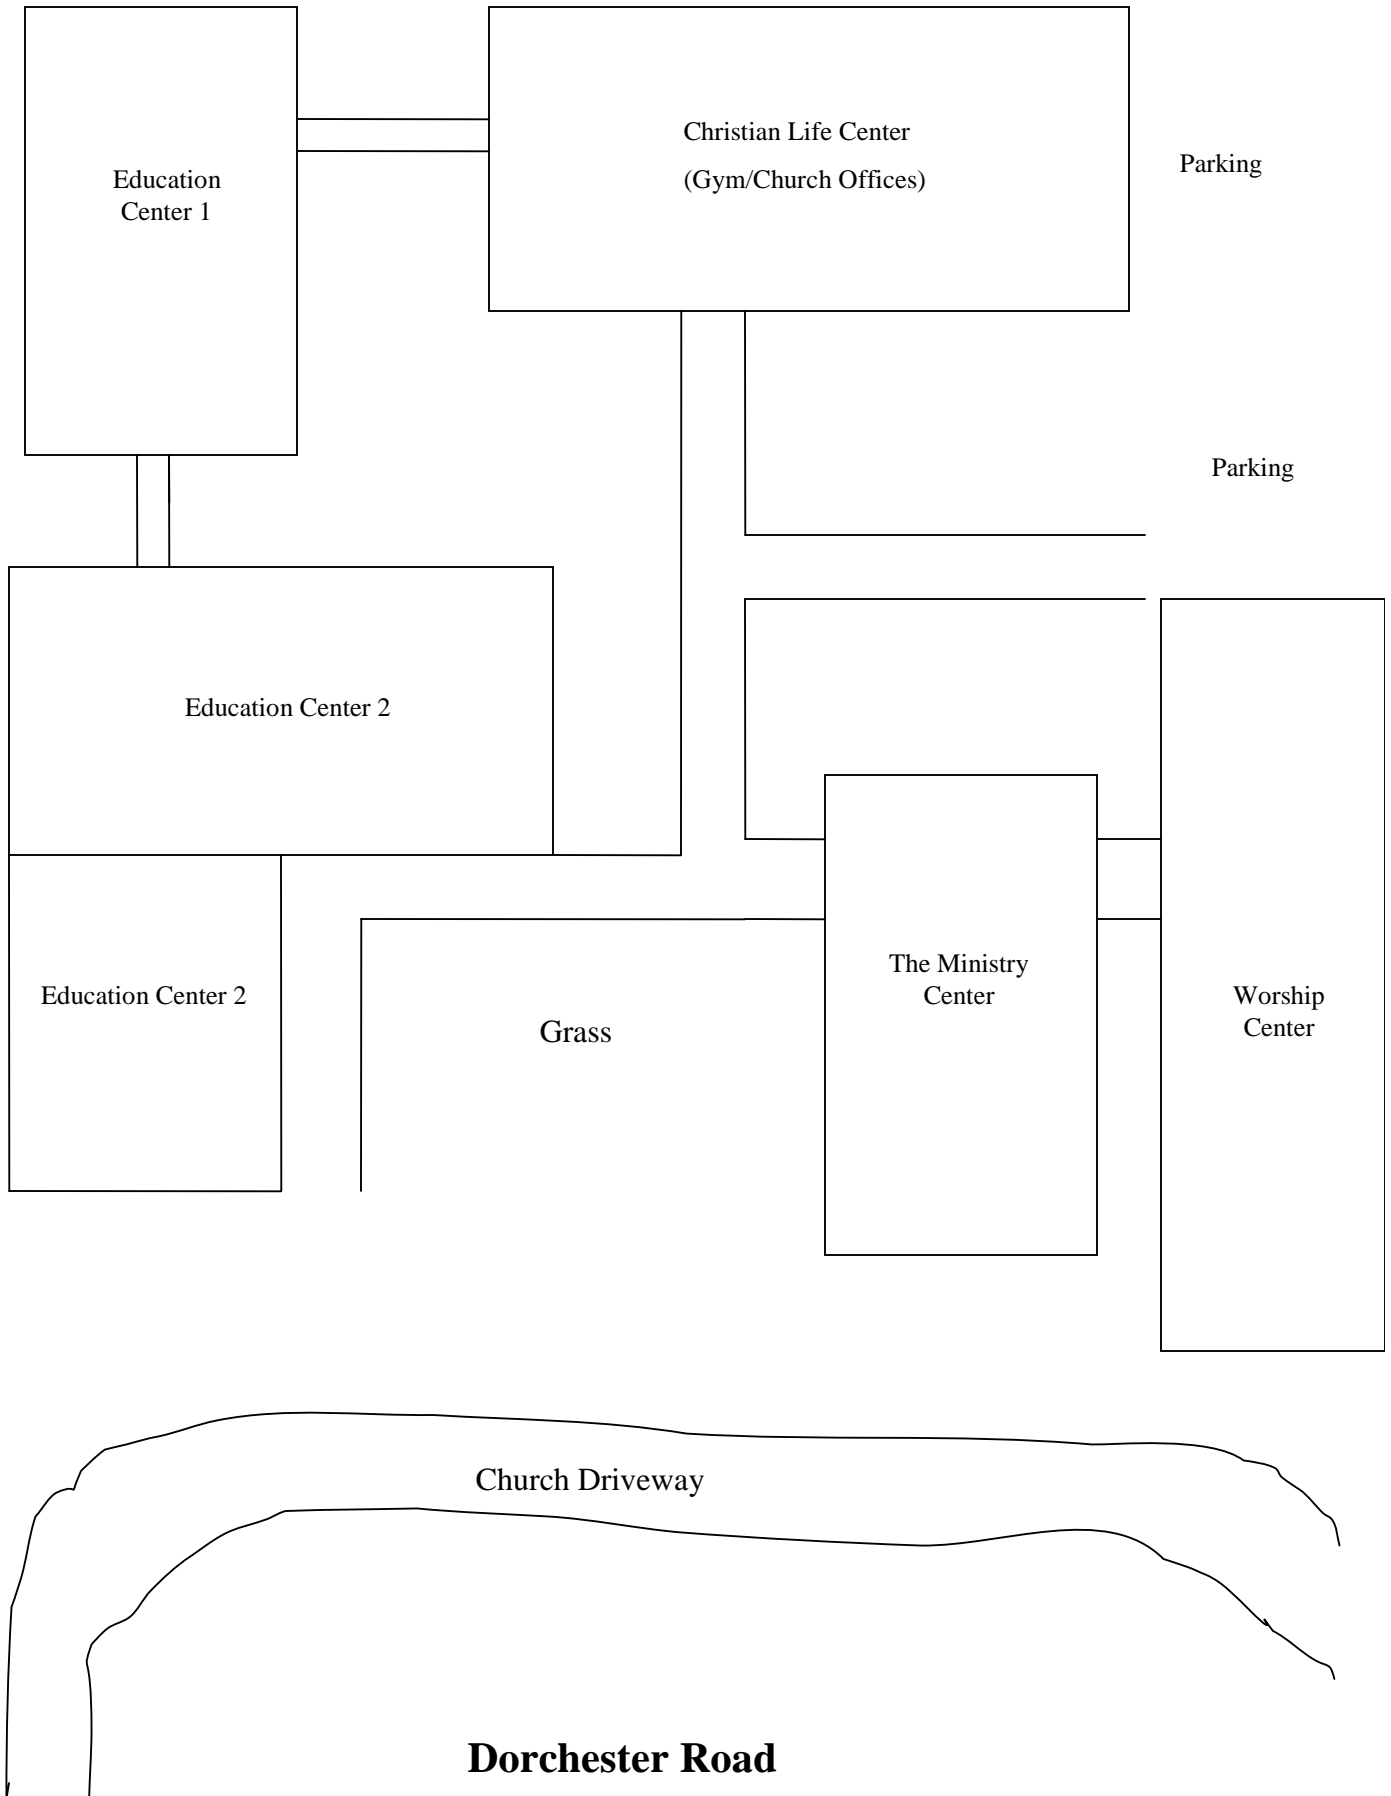 Christian Life Center
(Gym/Church Offices)
Parking
Education
Center 1
Parking
Education Center 2
The Ministry
Center
Education Center 2
Worship
Center
Grass
Church Driveway
Dorchester Road